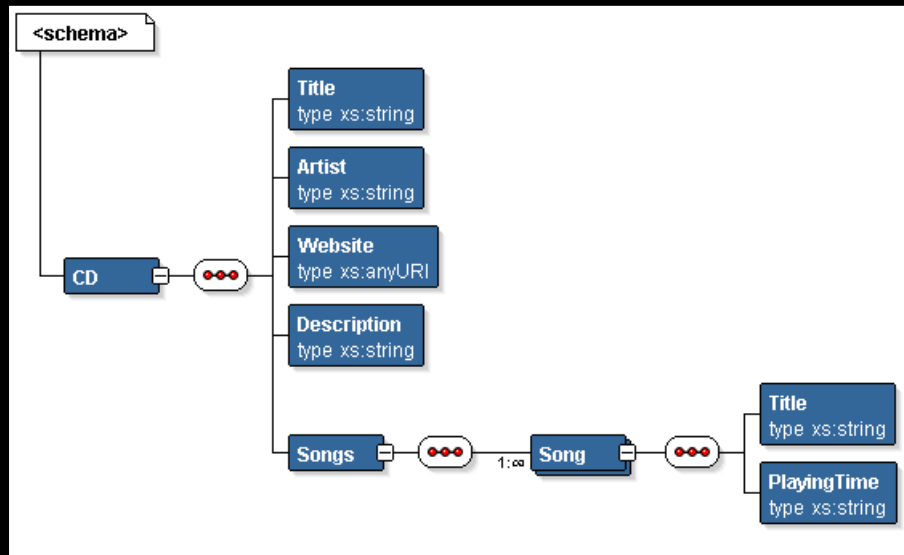 <schema>
Title
type xs:string
Artist
type xs:string
Website
type xs:anyURI
CD
Description
type xs:string
Songs
1:∞
Song
Title
type xs:string
PlayingTime
type xs:string